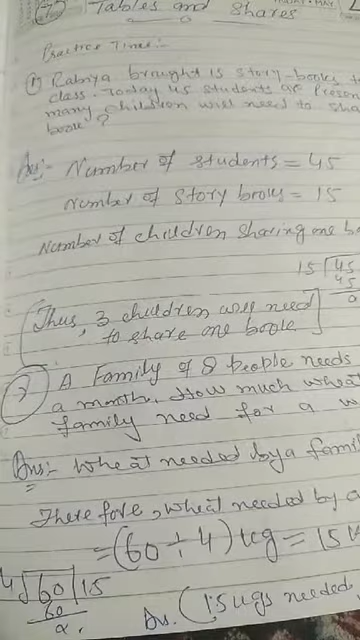 Tables and Shares
Practice Time:-
① Rabiya brought 15 story-books to
class. Today 45 students are Present
many children will need to sha
book?
Ans:- Number of students = 45
Number of story books = 15
Number of children sharing one b
15 45
45
0
Thus, 3 children will need
to share one book
② A Family of 8 people needs
a month. How much wheat
family need for a w
Ans:- Wheat needed by a famil
There fore, wheat needed by a
= (60 ÷ 4) kg = 15 k
4 60 15
60
x.
Ans. (15 kgs needed